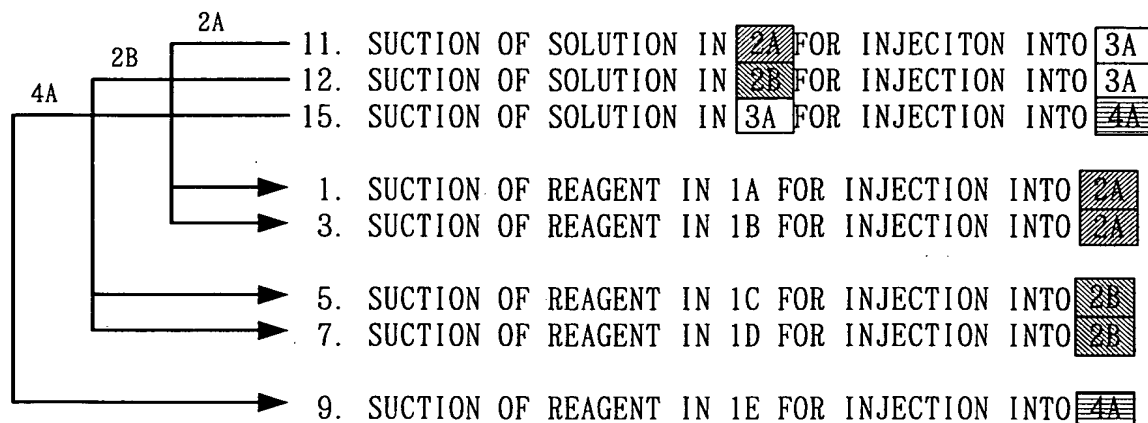 2A
11. SUCTION OF SOLUTION IN 2A FOR INJECITON INTO 3A
2B
12. SUCTION OF SOLUTION IN 2B FOR INJECTION INTO 3A
4A
15. SUCTION OF SOLUTION IN 3A FOR INJECTION INTO 4A
1. SUCTION OF REAGENT IN 1A FOR INJECTION INTO 2A
3. SUCTION OF REAGENT IN 1B FOR INJECTION INTO 2A
5. SUCTION OF REAGENT IN 1C FOR INJECTION INTO 2B
7. SUCTION OF REAGENT IN 1D FOR INJECTION INTO 2B
9. SUCTION OF REAGENT IN 1E FOR INJECTION INTO 4A